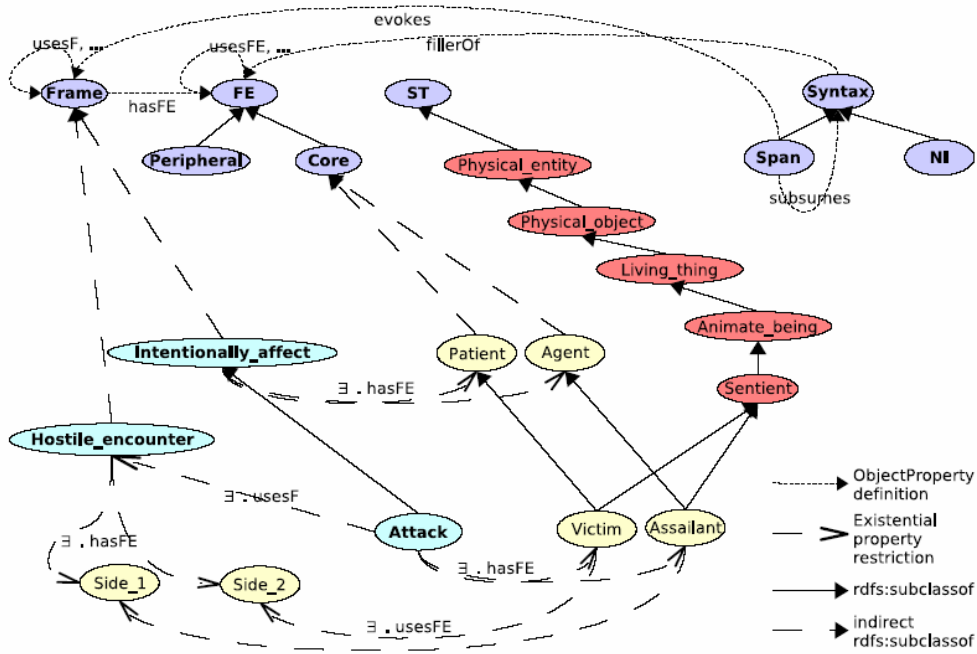 evokes
usesF, ...
usesFE, ...
fillerOf
Frame
hasFE
FE
ST
Syntax
Peripheral
Core
Physical_entity
Span
NI
subsumes
Physical_object
Living_thing
Animate_being
Intentionally_affect
Patient
Agent
∃ . hasFE
Sentient
Hostile_encounter
∃ . usesF
Attack
Victim
Assailant
∃ . hasFE
∃ . hasFE
Side_1
Side_2
∃ . usesFE
ObjectProperty
definition
Existential
property
restriction
rdfs:subclassof
indirect
rdfs:subclassof